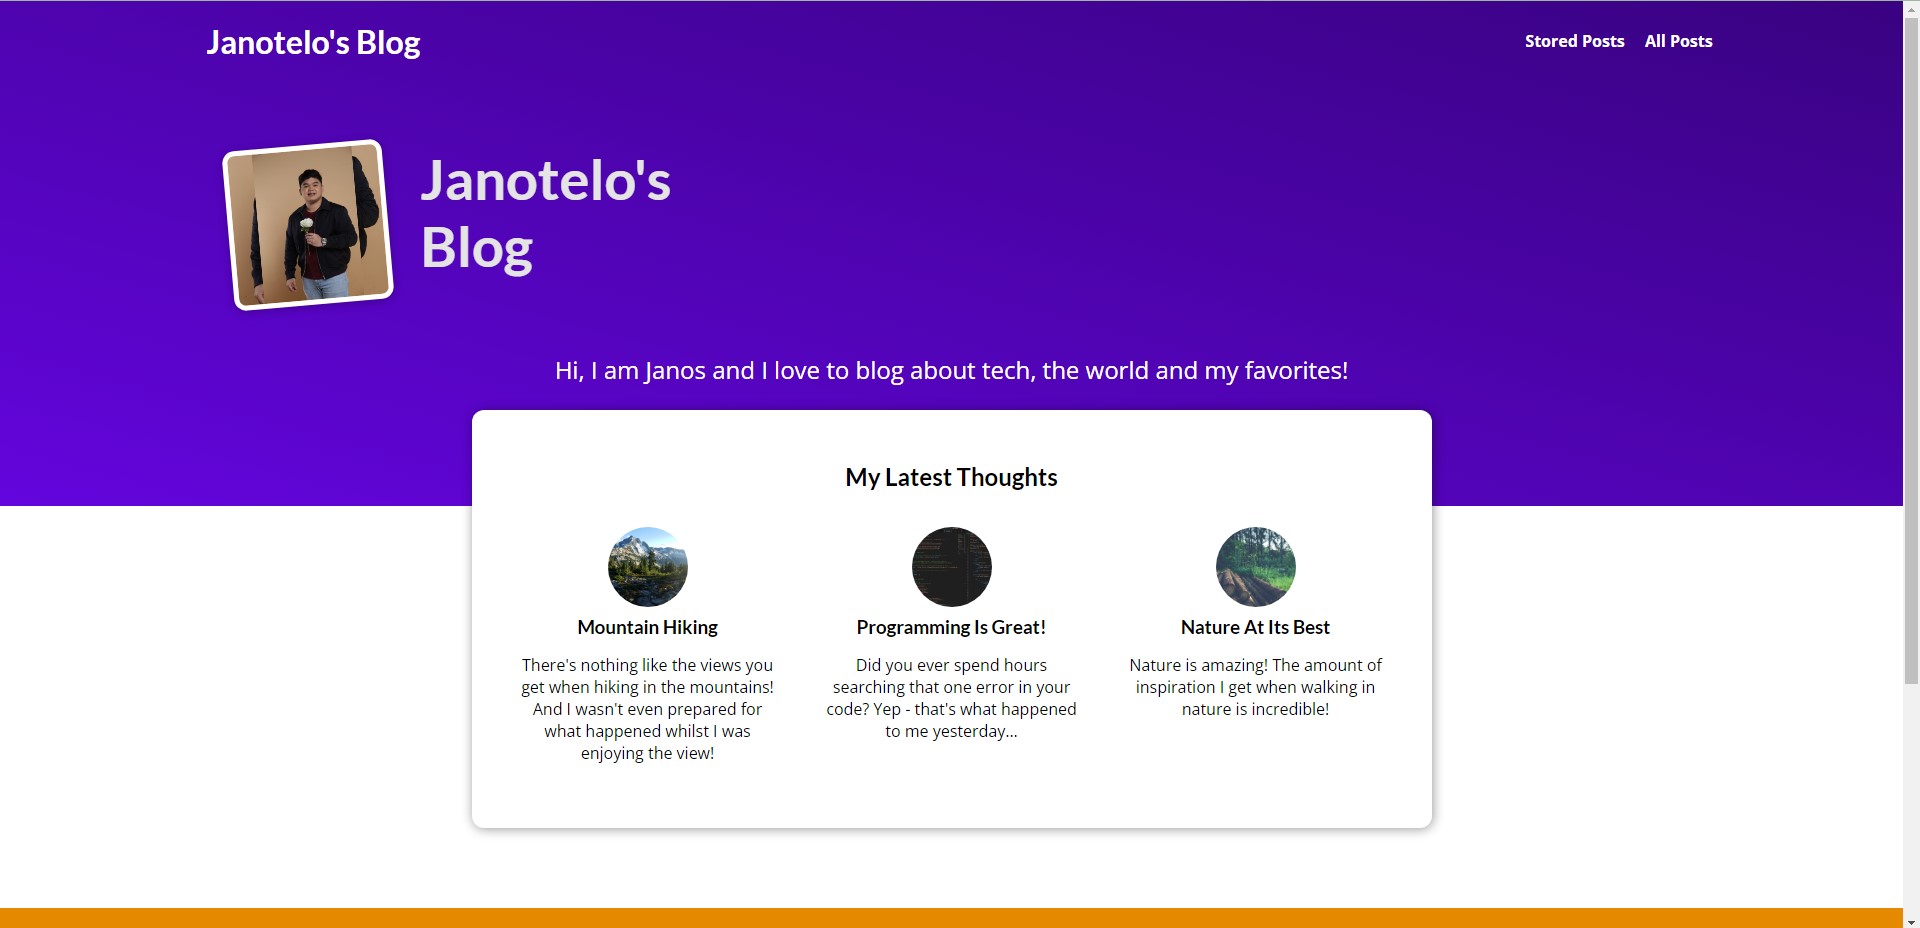 Janotelo's Blog
Stored Posts
All Posts
Janotelo's
Blog
Hi, I am Janos and I love to blog about tech, the world and my favorites!
My Latest Thoughts
Mountain Hiking
There's nothing like the views you
get when hiking in the mountains!
And I wasn't even prepared for
what happened whilst I was
enjoying the view!
Programming Is Great!
Did you ever spend hours
searching that one error in your
code? Yep - that's what happened
to me yesterday...
Nature At Its Best
Nature is amazing! The amount of
inspiration I get when walking in
nature is incredible!